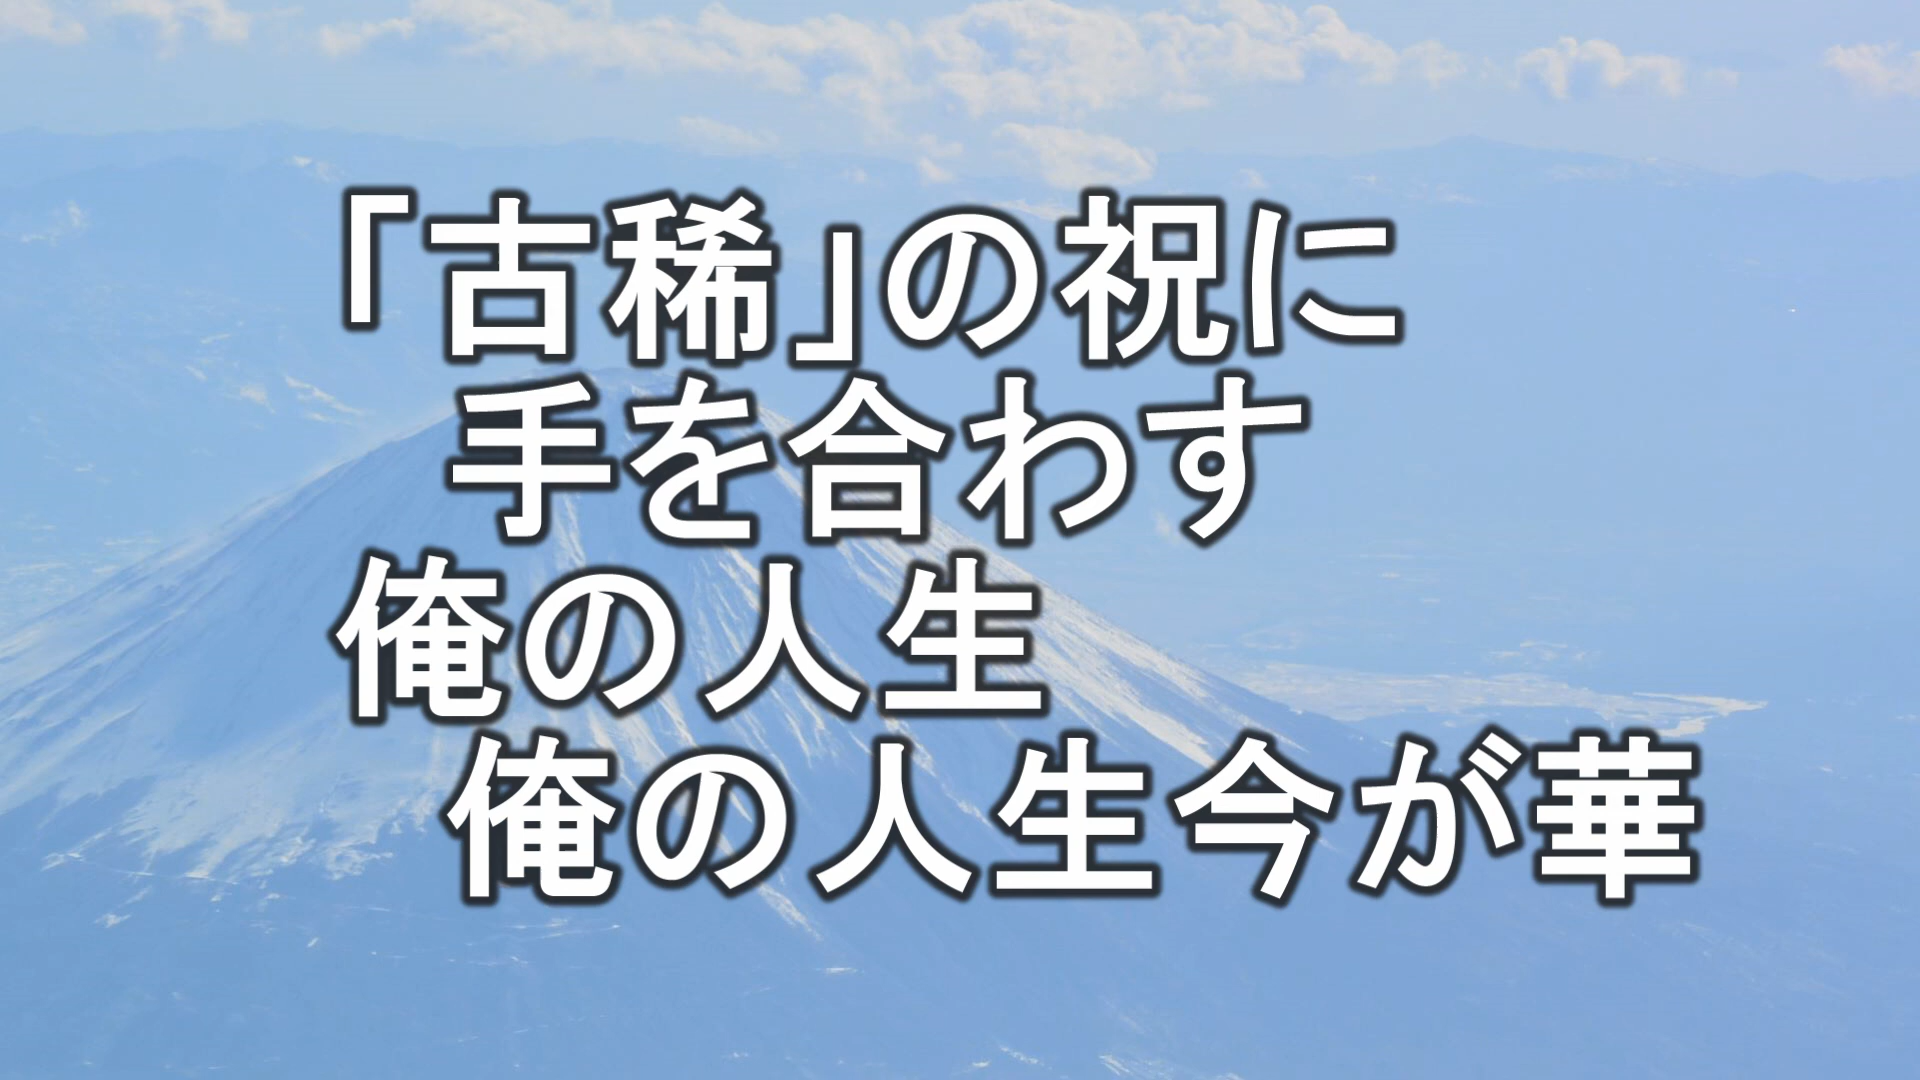 「古稀」の祝に
手を合わす
俺の人生
俺の人生今が華